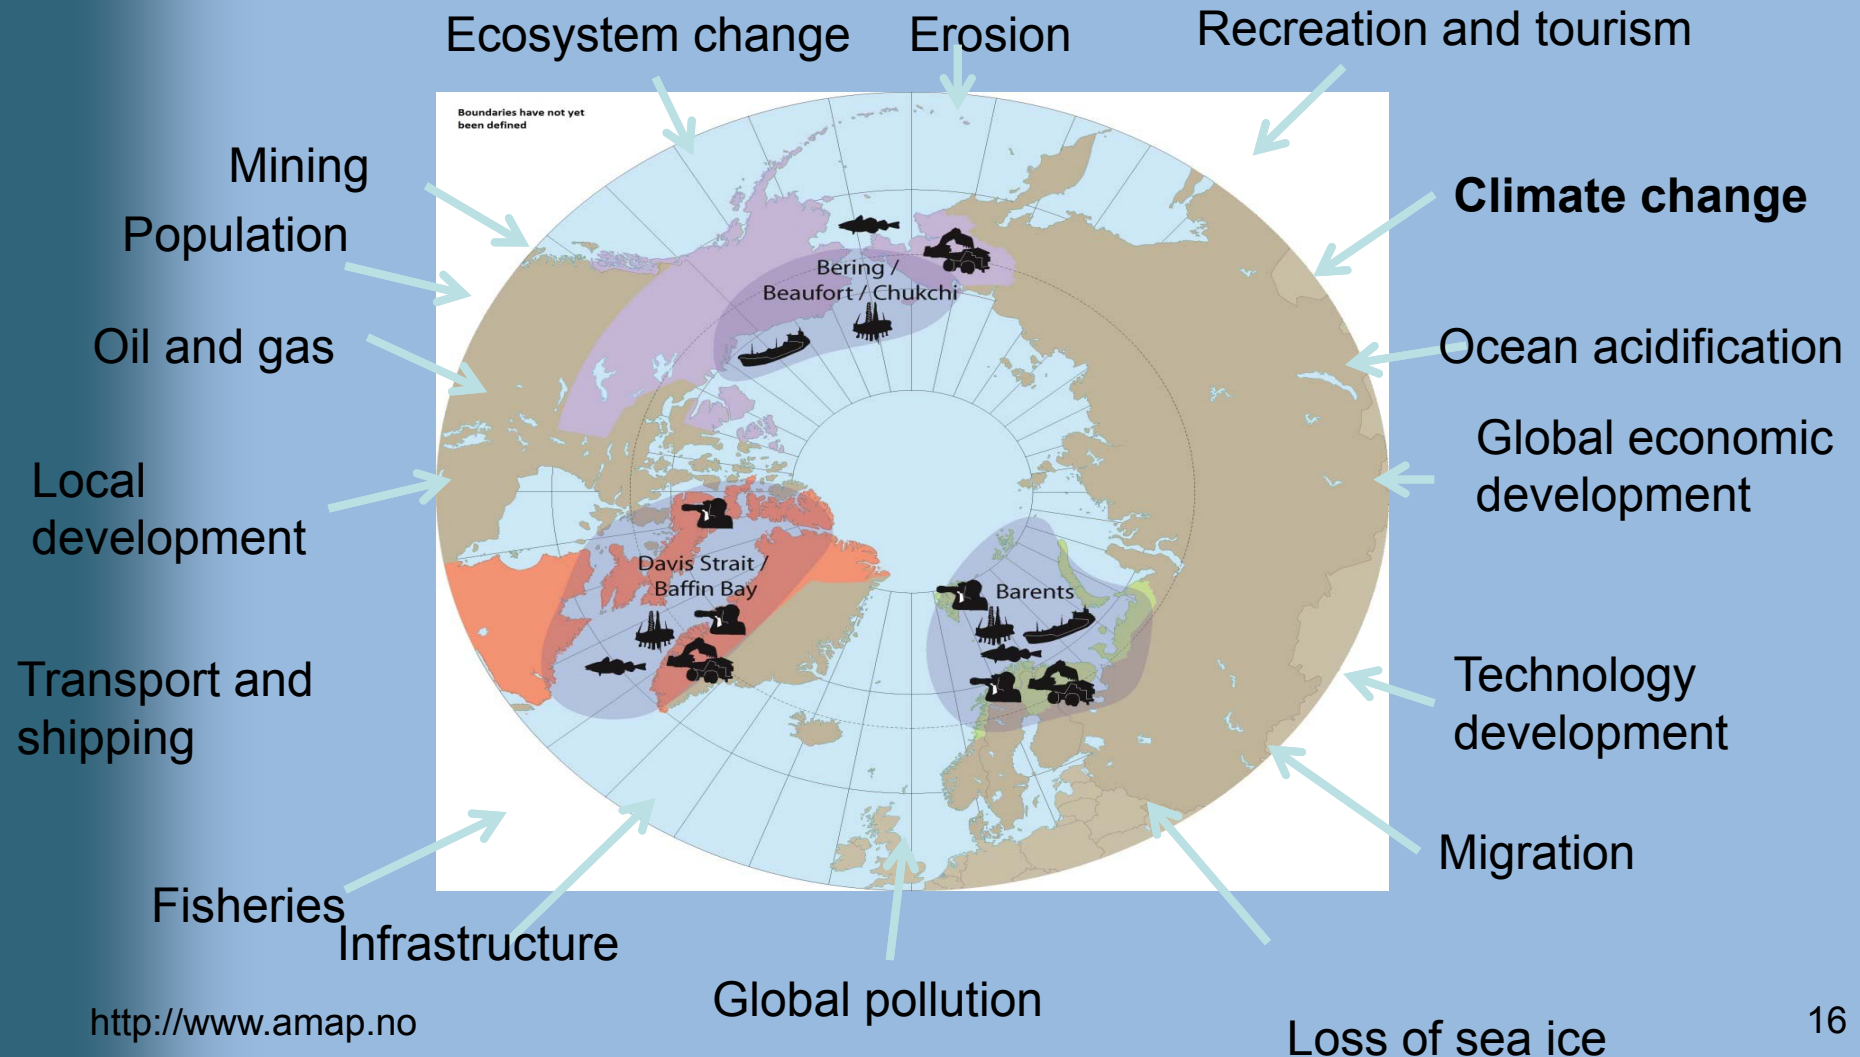 Ecosystem change
Erosion
Recreation and tourism
Boundaries have not yet
been defined
Mining
Climate change
Population
Bering /
Beaufort / Chukchi
Oil and gas
Ocean acidification
Global economic
development
Local
development
Davis Strait /
Baffin Bay
Barents
Transport and
shipping
Technology
development
Migration
Fisheries
Infrastructure
Global pollution
Loss of sea ice
http://www.amap.no
16